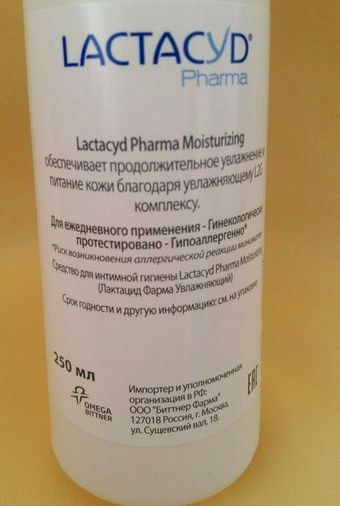 LACTACYD®
Pharma
Lactacyd Pharma Moisturizing
обеспечивает продолжительное увлажнение и
питание кожи благодаря увлажняющему L2G
комплексу.
Для ежедневного применения - Гинекологически
протестировано - Гипоаллергенно*
*Риск возникновения аллергической реакции минимален
Средство для интимной гигиены Lactacyd Pharma Moisturizing
(Лактацид Фарма Увлажняющий)
Срок годности и другую информацию: см. на упаковке
250 мл
Импортер и уполномоченная
организация в РФ:
ООО "Биттнер Фарма"
127018 Россия, г. Москва,
ул. Сущевский вал, 18.
EAC
OMEGA
BITTNER